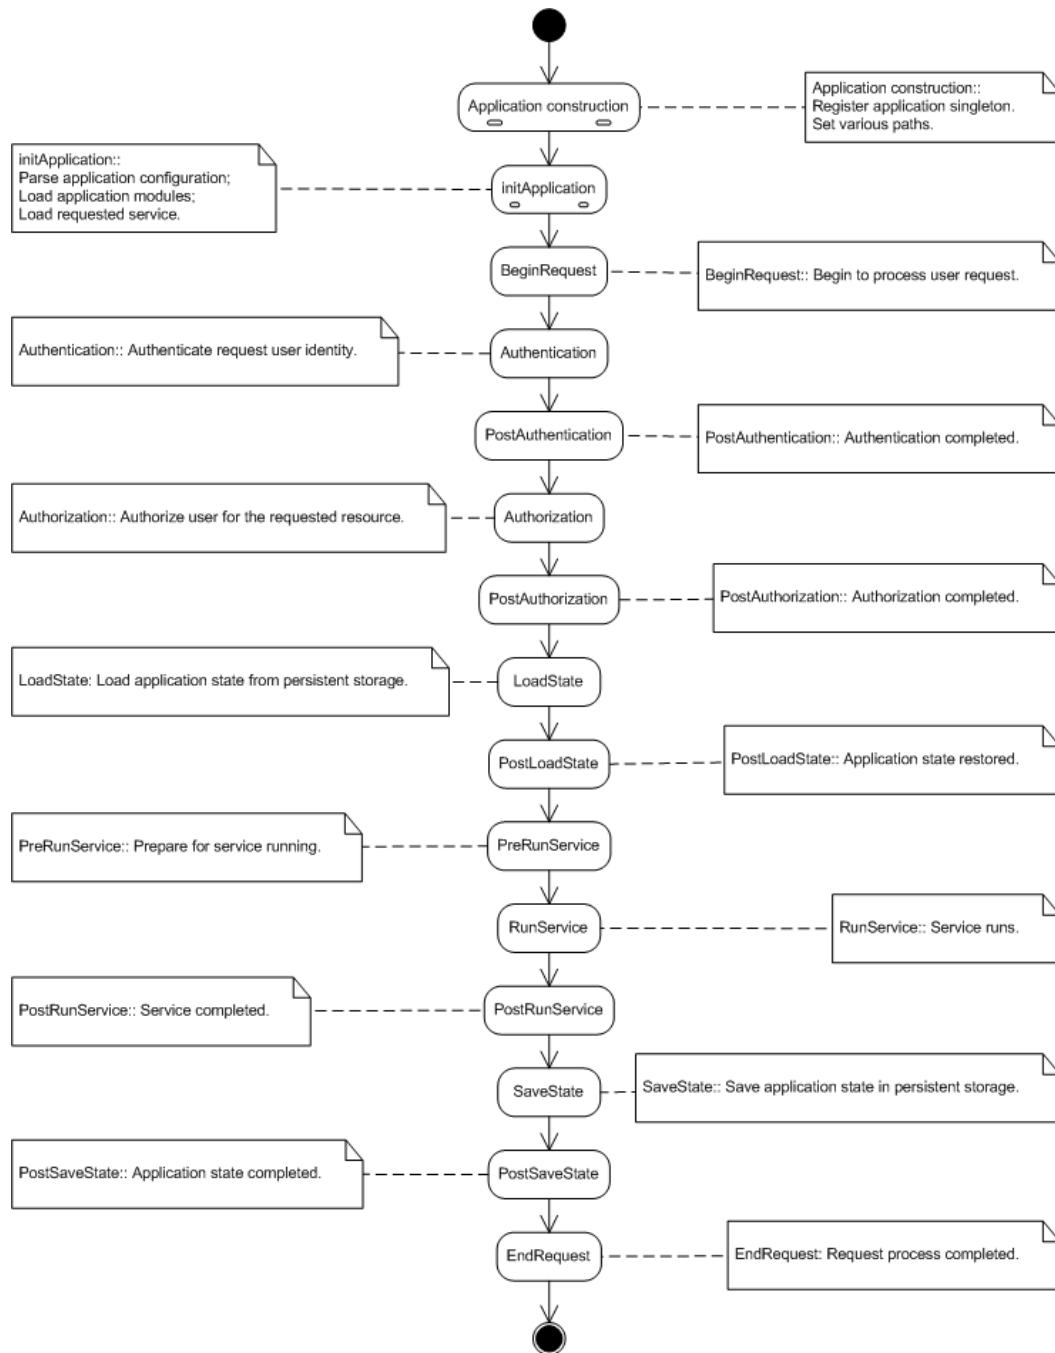 Application construction
Application construction::
Register application singleton.
Set various paths.
initApplication::
Parse application configuration;
Load application modules;
Load requested service.
initApplication
BeginRequest
BeginRequest:: Begin to process user request.
Authentication:: Authenticate request user identity.
Authentication
PostAuthentication
PostAuthentication:: Authentication completed.
Authorization:: Authorize user for the requested resource.
Authorization
PostAuthorization
PostAuthorization:: Authorization completed.
LoadState: Load application state from persistent storage.
LoadState
PostLoadState
PostLoadState:: Application state restored.
PreRunService:: Prepare for service running.
PreRunService
RunService
RunService:: Service runs.
PostRunService:: Service completed.
PostRunService
SaveState
SaveState:: Save application state in persistent storage.
PostSaveState:: Application state completed.
PostSaveState
EndRequest
EndRequest: Request process completed.